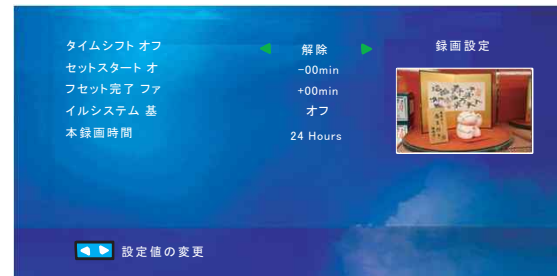 タイムシフト オフ 解除 録画設定
セットスタート オ -00min
フセット完了 ファ +00min
イルシステム 基 オフ
本録画時間 24 Hours
設定値の変更